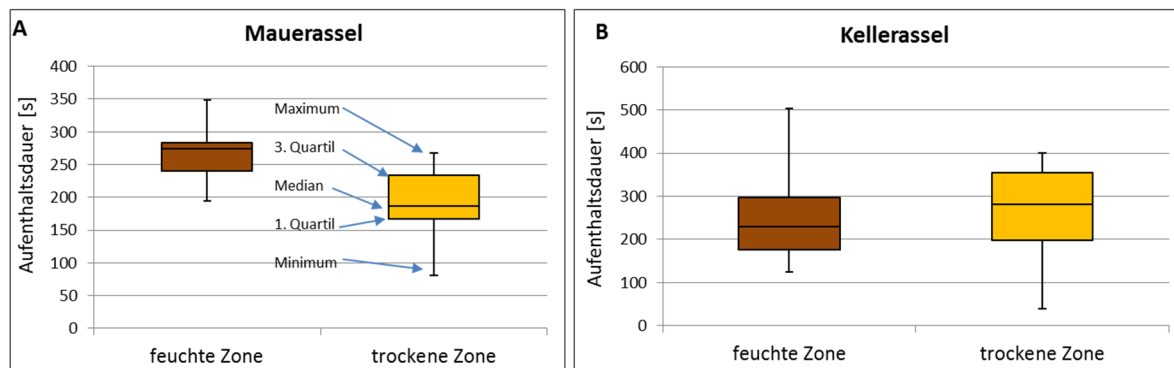 A
Mauerassel
Aufenthaltsdauer [s]
400
350
300
250
200
150
100
50
0
Maximum
3. Quartil
Median
1. Quartil
Minimum
feuchte Zone
trockene Zone
B
Kellerassel
Aufenthaltsdauer [s]
600
500
400
300
200
100
0
feuchte Zone
trockene Zone